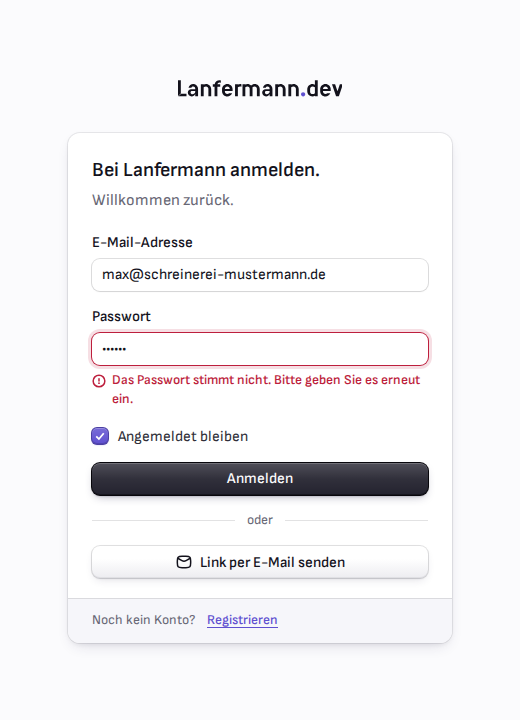 Lanfermann.dev
Bei Lanfermann anmelden.
Willkommen zurück.
E-Mail-Adresse
max@schreinerei-mustermann.de
Passwort
••••••
Das Passwort stimmt nicht. Bitte geben Sie es erneut
ein.
Angemeldet bleiben
Anmelden
oder
Link per E-Mail senden
Noch kein Konto? Registrieren